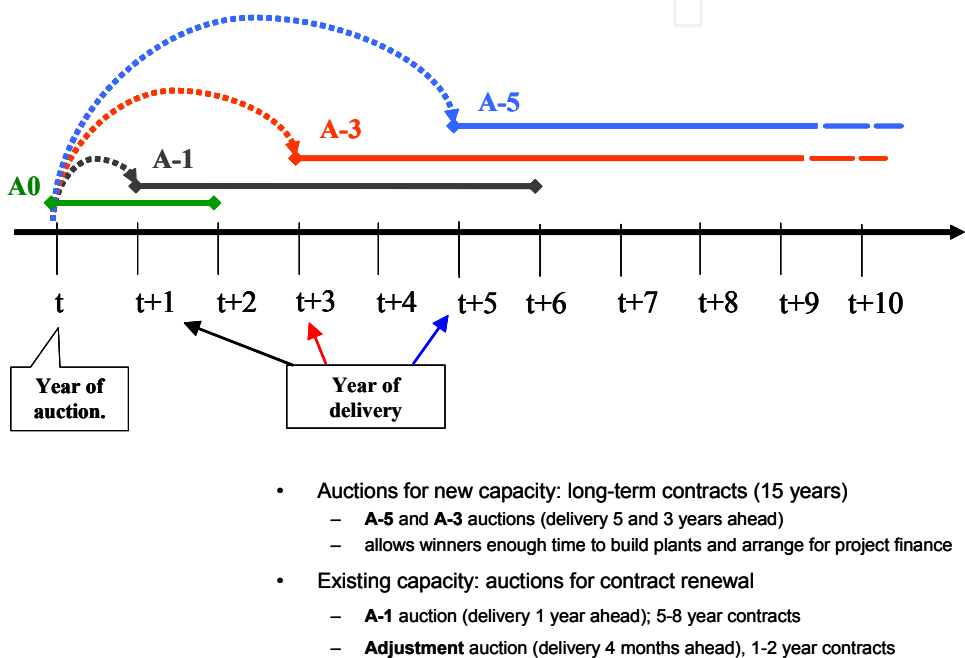 A-5
A-3
A-1
A0
t t+1 t+2 t+3 t+4 t+5 t+6 t+7 t+8 t+9 t+10
Year of
auction.
Year of
delivery
• Auctions for new capacity: long-term contracts (15 years)
– A-5 and A-3 auctions (delivery 5 and 3 years ahead)
– allows winners enough time to build plants and arrange for project finance
• Existing capacity: auctions for contract renewal
– A-1 auction (delivery 1 year ahead); 5-8 year contracts
– Adjustment auction (delivery 4 months ahead), 1-2 year contracts